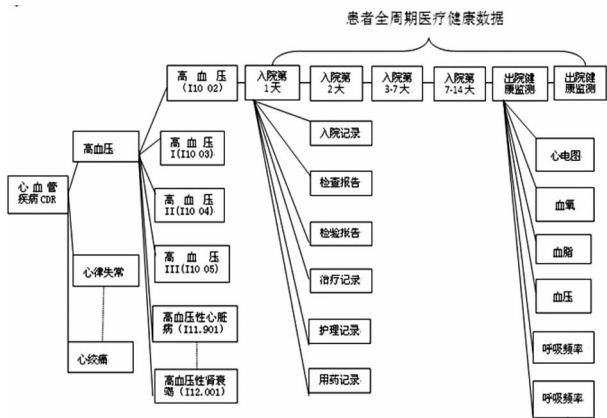 患者全周期医疗健康数据
高 血 压
(I10 02)
入院第
1天
入院第
2天
入院第
3-7天
入院第
7-14天
出院健
康监测
出院健
康监测
高血压
高 血 压
I(I10 03)
入院记录
心电图
心 血 管
疾病 CDR
高 血 压
II(I10 04)
检查报告
血氧
高 血 压
III(I10 05)
检验报告
血脂
心律失常
治疗记录
血压
高血压性心脏
病（I11.901)
护理记录
呼吸频率
心绞痛
高血压性肾衰
竭（I12.001)
用药记录
呼吸频率